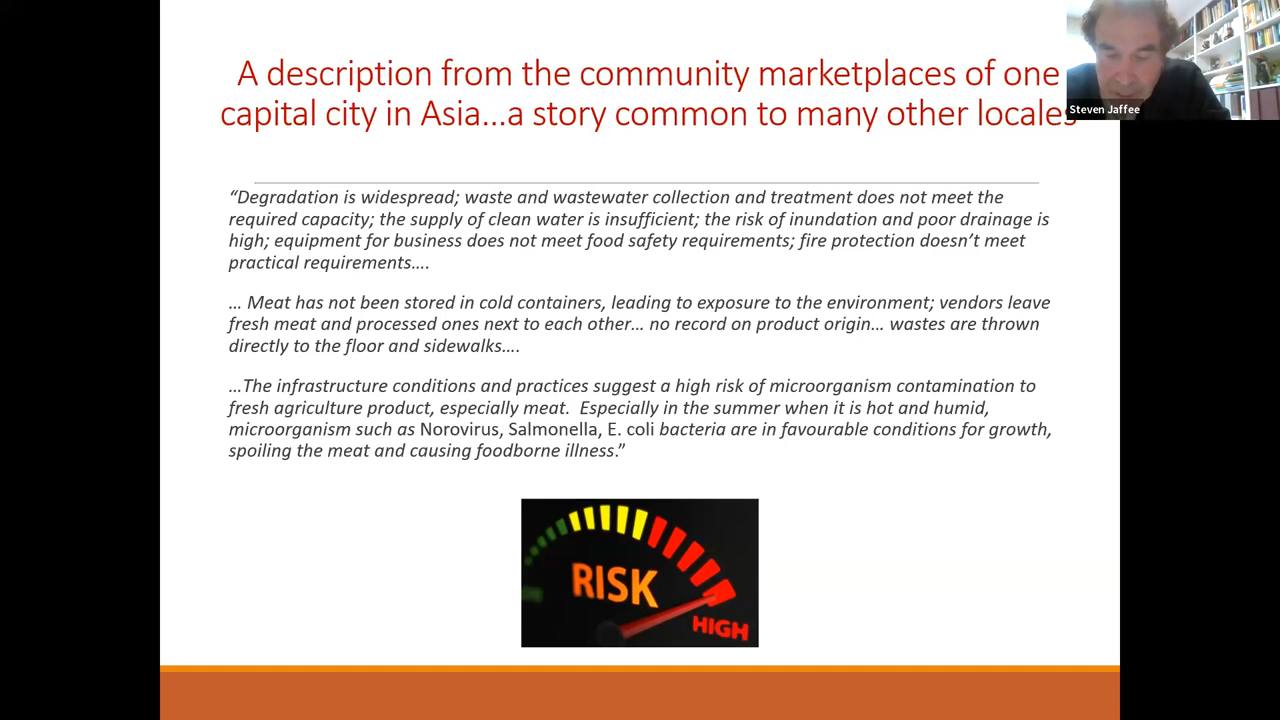 A description from the community marketplaces of one
capital city in Asia...a story common to many other locales
Steven Jaffee
“Degradation is widespread; waste and wastewater collection and treatment does not meet the
required capacity; the supply of clean water is insufficient; the risk of inundation and poor drainage is
high; equipment for business does not meet food safety requirements; fire protection doesn’t meet
practical requirements….
… Meat has not been stored in cold containers, leading to exposure to the environment; vendors leave
fresh meat and processed ones next to each other… no record on product origin… wastes are thrown
directly to the floor and sidewalks….
…The infrastructure conditions and practices suggest a high risk of microorganism contamination to
fresh agriculture product, especially meat. Especially in the summer when it is hot and humid,
microorganism such as Norovirus, Salmonella, E. coli bacteria are in favourable conditions for growth,
spoiling the meat and causing foodborne illness.”
RISK
HIGH